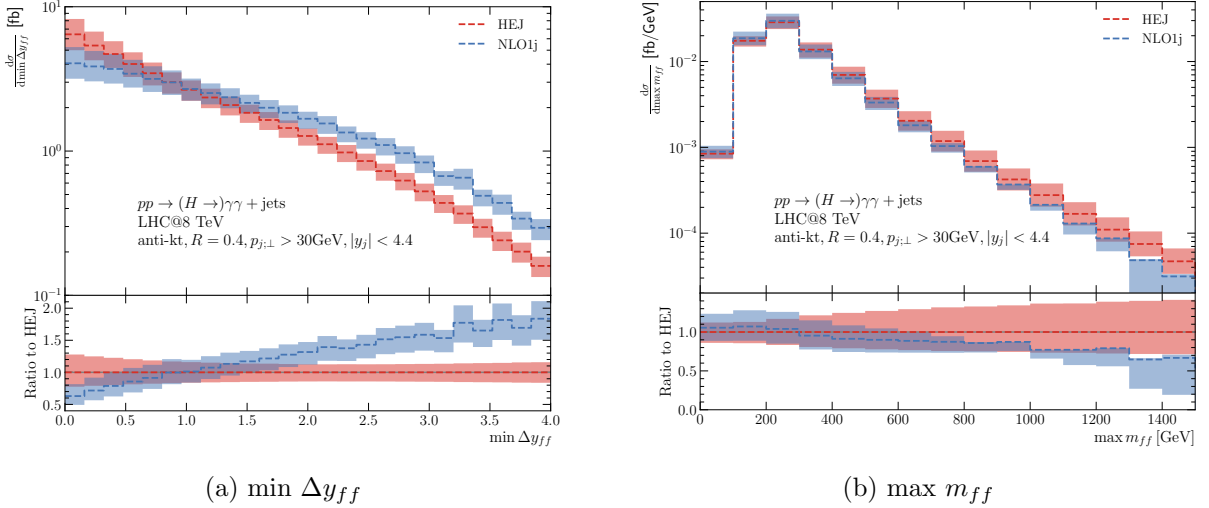 dσ
dmin Δy_ff [fb]
10^1
10^0
10^−1
HEJ
NLO1j
pp → (H →)γγ + jets
LHC@8 TeV
anti-kt, R = 0.4, p_j;⊥ > 30GeV, |y_j| < 4.4
Ratio to HEJ
2.0
1.5
1.0
0.5
0.0 0.5 1.0 1.5 2.0 2.5 3.0 3.5 4.0
min Δy_ff
(a) min Δy_ff
dσ
dmax m_ff [fb/GeV]
10^−2
10^−3
10^−4
HEJ
NLO1j
pp → (H →)γγ + jets
LHC@8 TeV
anti-kt, R = 0.4, p_j;⊥ > 30GeV, |y_j| < 4.4
Ratio to HEJ
1.0
0.5
0.0
0 200 400 600 800 1000 1200 1400
max m_ff [GeV]
(b) max m_ff